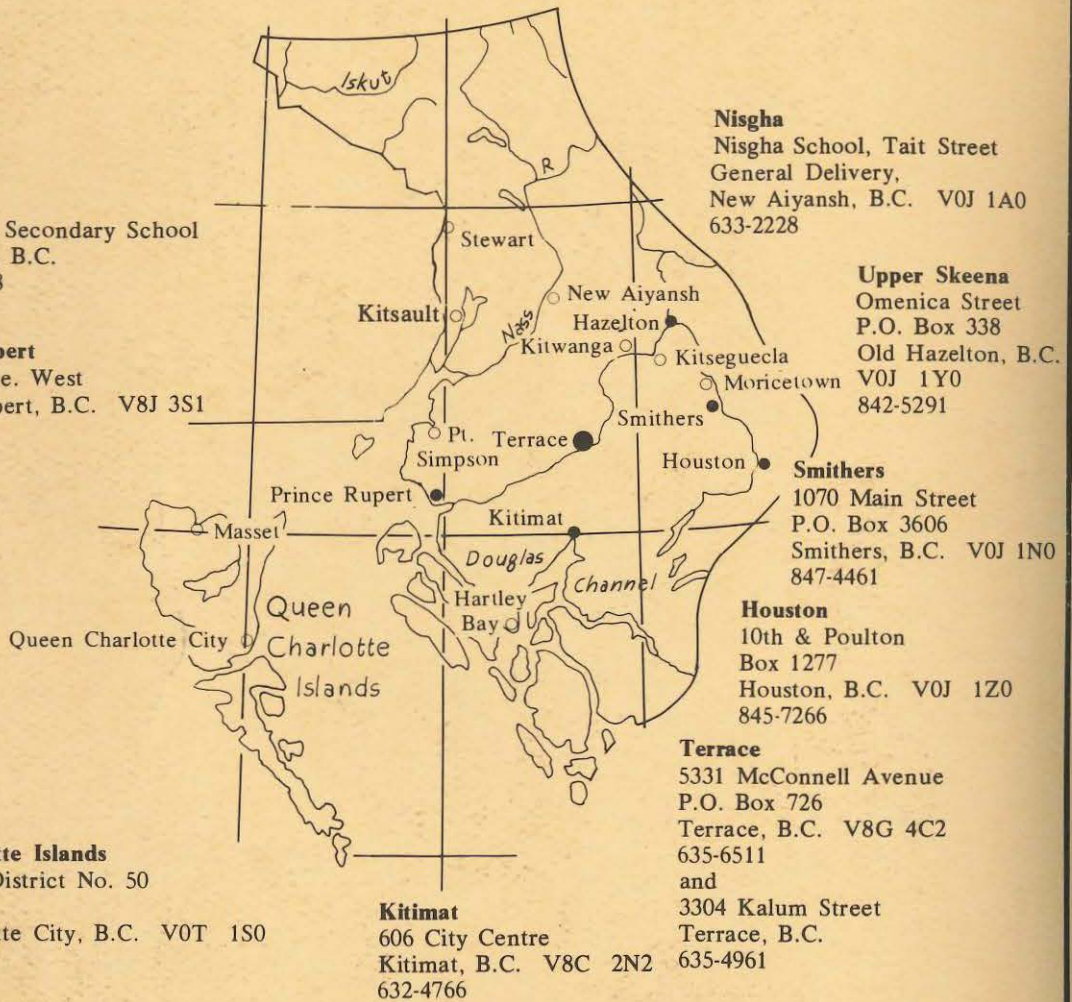 Iskut
R
Stewart
New Aiyansh
Kitsault
Nass
Hazelton
Kitwanga
Kitseguecla
Moricetown
Smithers
Pt.
Simpson
Terrace
Houston
Prince Rupert
Masset
Kitimat
Douglas
Channel
Hartley
Bay
Queen Charlotte City
Queen
Charlotte
Islands
Secondary School
B.C.
pert
e. West
pert, B.C. V8J 3S1
tte Islands
District No. 50
tte City, B.C. V0T 1S0
Kitimat
606 City Centre
Kitimat, B.C. V8C 2N2
632-4766
Nisgha
Nisgha School, Tait Street
General Delivery,
New Aiyansh, B.C. V0J 1A0
633-2228
Upper Skeena
Omenica Street
P.O. Box 338
Old Hazelton, B.C.
V0J 1Y0
842-5291
Smithers
1070 Main Street
P.O. Box 3606
Smithers, B.C. V0J 1N0
847-4461
Houston
10th & Poulton
Box 1277
Houston, B.C. V0J 1Z0
845-7266
Terrace
5331 McConnell Avenue
P.O. Box 726
Terrace, B.C. V8G 4C2
635-6511
and
3304 Kalum Street
Terrace, B.C.
635-4961